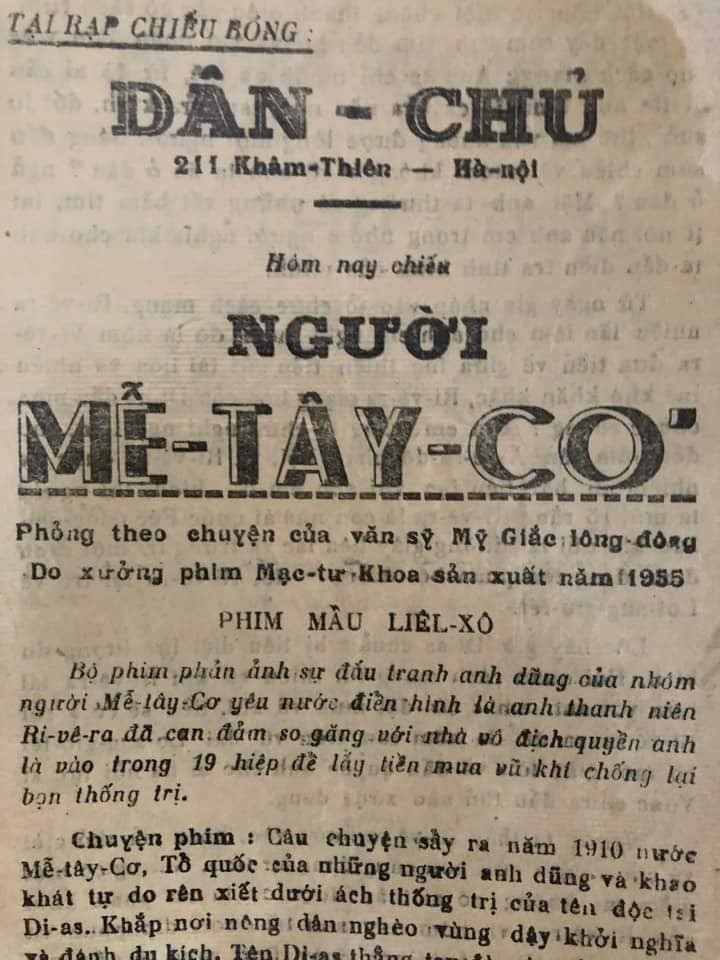 TẠI RẠP CHIẾU BÓNG :
DÂN - CHỦ
211 Khâm-Thiên — Hà-nội
Hôm nay chiếu
NGƯỜI
MỄ-TÂY-CƠ
Phỏng theo chuyện của văn sỹ Mỹ Giắc lông đông
Do xưởng phim Mạc-tư Khoa sản xuất năm 1955
PHIM MẦU LIÊL-XÔ
Bộ phim phản ảnh sự đấu tranh anh dũng của nhóm
người Mễ-tây-Cơ yêu nước điển hình là anh thanh niên
Ri-vê-ra đã can đảm so găng với nhà vô địch quyền anh
là vào trong 19 hiệp để lấy tiền mua vũ khí chống lại
bọn thống trị.
Chuyện phim : Câu chuyện sẩy ra năm 1910 nước
Mễ-tây-Cơ, Tổ quốc của những người anh dũng và khao
khát tự do rên xiết dưới ách thống trị của tên độc tài
Di-as. Khắp nơi nông dân nghèo vùng dậy khởi nghĩa
và đánh du kích. Tên Di-as thẳng tay